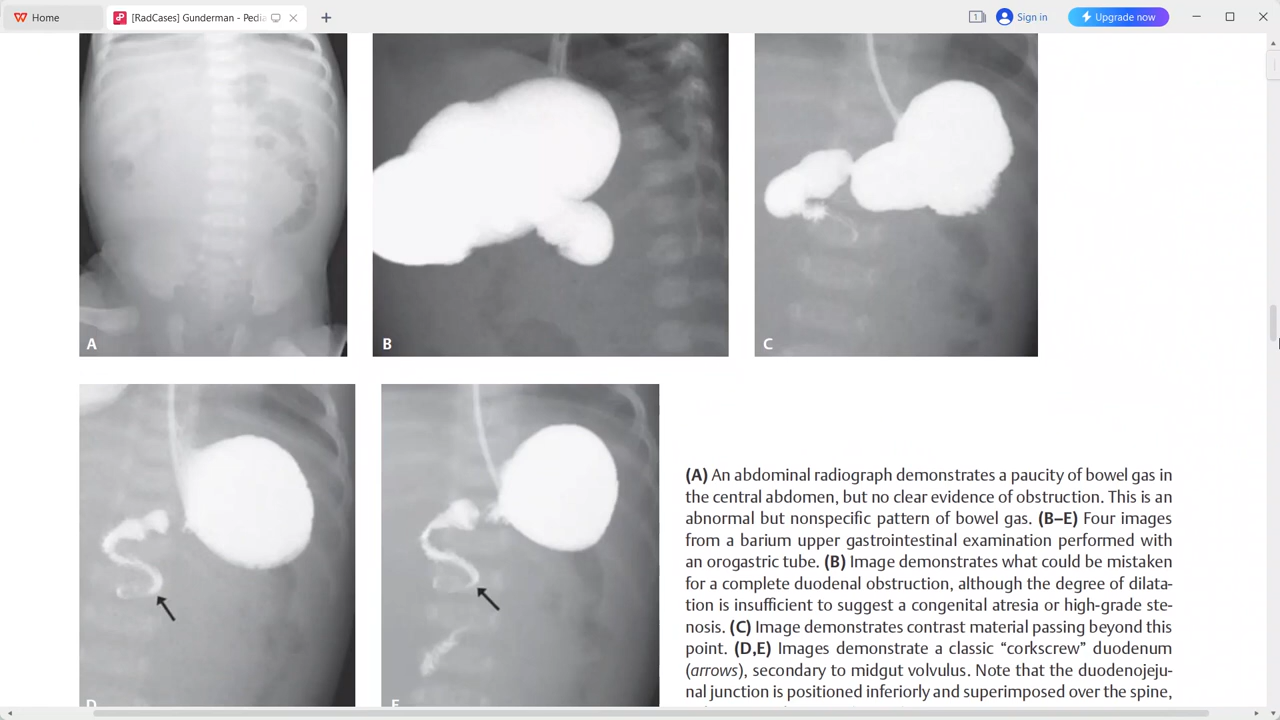 Home
[RadCases] Gunderman - Pedia
1
Sign in
Upgrade now
A
B
C
D
E
(A) An abdominal radiograph demonstrates a paucity of bowel gas in
the central abdomen, but no clear evidence of obstruction. This is an
abnormal but nonspecific pattern of bowel gas. (B–E) Four images
from a barium upper gastrointestinal examination performed with
an orogastric tube. (B) Image demonstrates what could be mistaken
for a complete duodenal obstruction, although the degree of dilata-
tion is insufficient to suggest a congenital atresia or high-grade ste-
nosis. (C) Image demonstrates contrast material passing beyond this
point. (D,E) Images demonstrate a classic “corkscrew” duodenum
(arrows), secondary to midgut volvulus. Note that the duodenojeju-
nal junction is positioned inferiorly and superimposed over the spine,